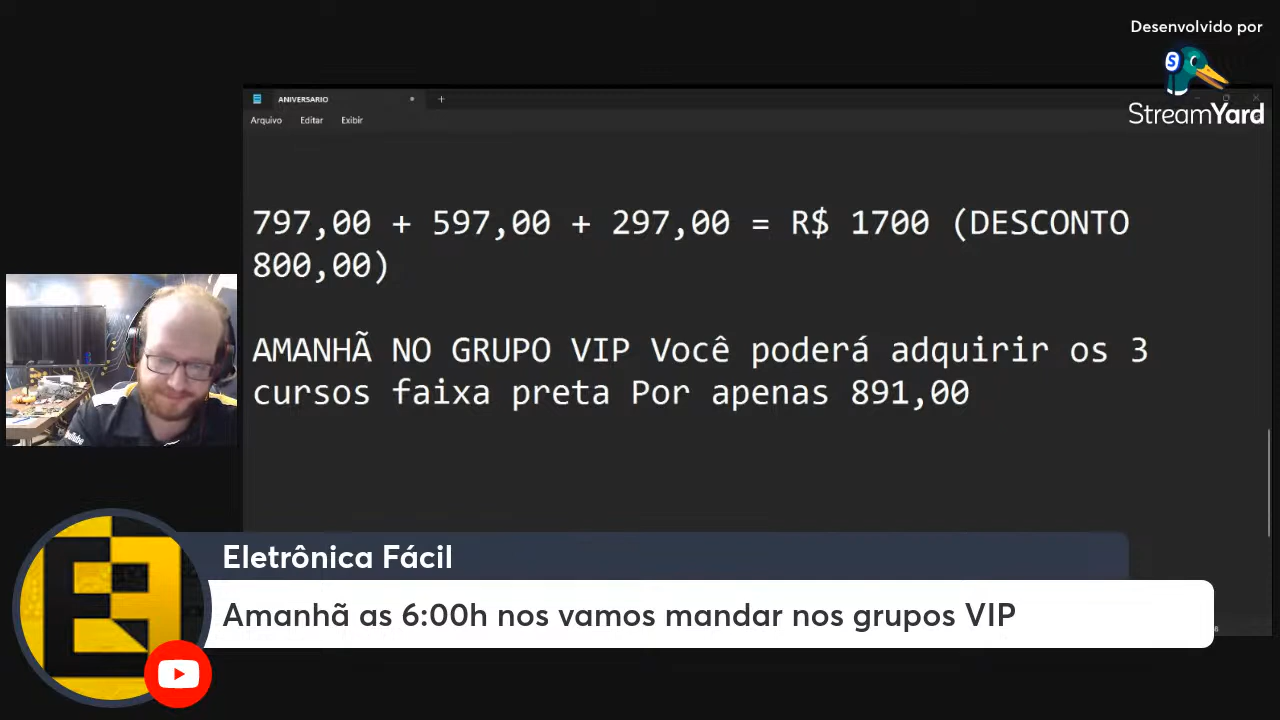 Desenvolvido por
StreamYard
ANIVERSARIO
Arquivo Editar Exibir
797,00 + 597,00 + 297,00 = R$ 1700 (DESCONTO
800,00)
AMANHÃ NO GRUPO VIP Você poderá adquirir os 3
cursos faixa preta Por apenas 891,00
Eletrônica Fácil
Amanhã as 6:00h nos vamos mandar nos grupos VIP